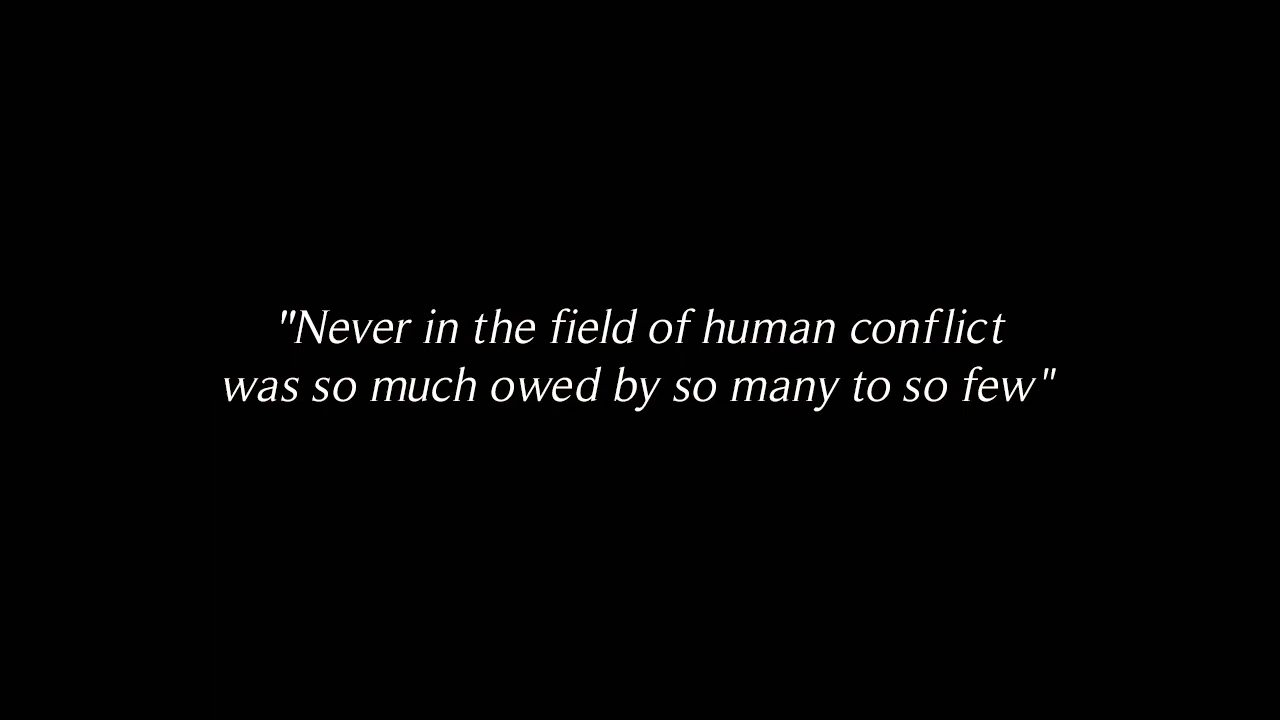 "Never in the field of human conflict
was so much owed by so many to so few"